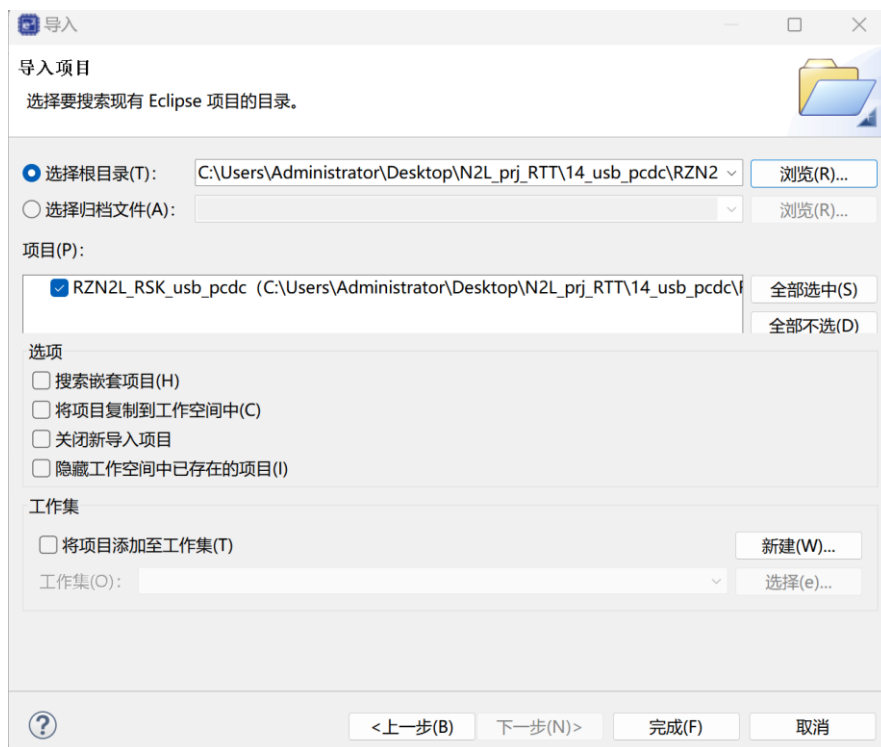 导入
导入项目
选择要搜索现有 Eclipse 项目的目录。
选择根目录(T): C:\Users\Administrator\Desktop\N2L_prj_RTT\14_usb_pcdc\RZN2 浏览(R)...
选择归档文件(A): 浏览(R)...
项目(P):
RZN2L_RSK_usb_pcdc（C:\Users\Administrator\Desktop\N2L_prj_RTT\14_usb_pcdc\ 全部选中(S)
全部不选(D)
选项
搜索嵌套项目(H)
将项目复制到工作空间中(C)
关闭新导入项目
隐藏工作空间中已存在的项目(I)
工作集
将项目添加至工作集(T) 新建(W)...
工作集(O): 选择(e)...
? <上一步(B) 下一步(N)> 完成(F) 取消